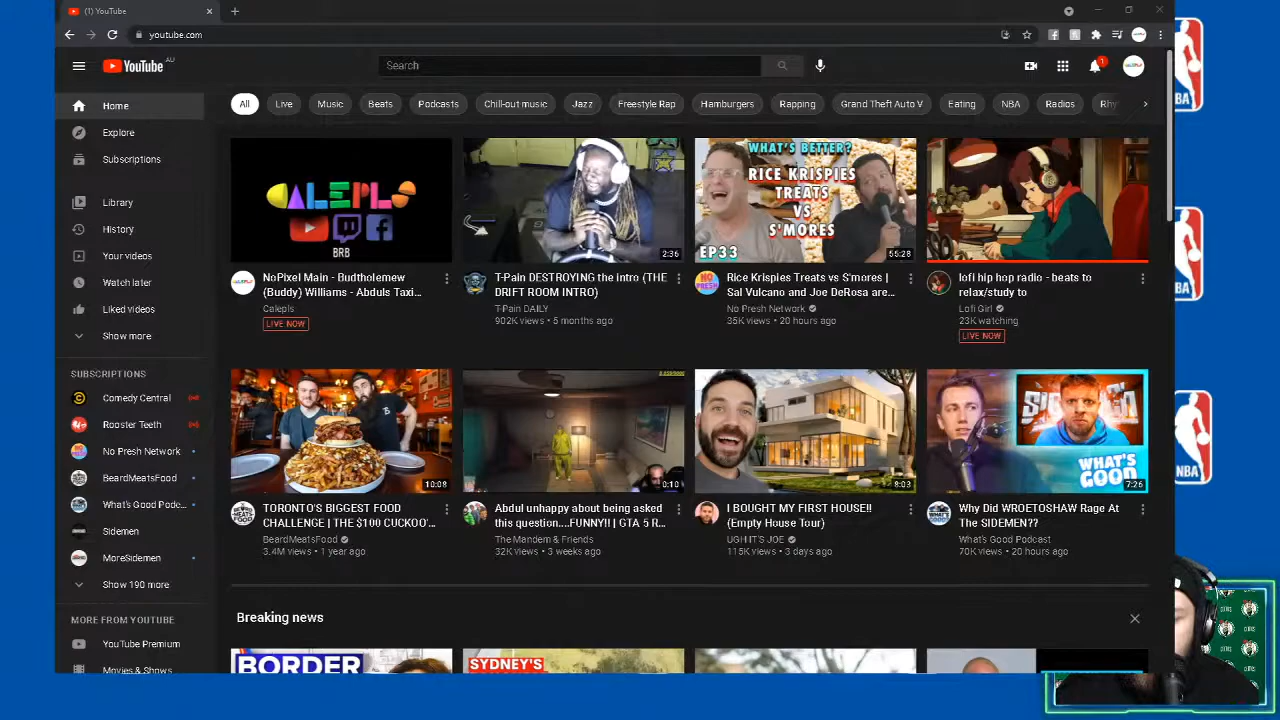 (1) YouTube
youtube.com
YouTube AU
Search
1
Home
Explore
Subscriptions
Library
History
Your videos
Watch later
Liked videos
Show more
SUBSCRIPTIONS
Comedy Central
Rooster Teeth
No Presh Network
BeardMeatsFood
What's Good Podc...
Sidemen
MoreSidemen
Show 190 more
MORE FROM YOUTUBE
YouTube Premium
Movies & Shows
All
Live
Music
Beats
Podcasts
Chill-out music
Jazz
Freestyle Rap
Hamburgers
Rapping
Grand Theft Auto V
Eating
NBA
Radios
Rhy
CALEPLS
BRB
NoPixel Main - Budtholemew
(Buddy) Williams - Abduls Taxi...
Calepls
LIVE NOW
2:36
T-Pain DESTROYING the intro (THE
DRIFT ROOM INTRO)
T-Pain DAILY
902K views • 5 months ago
WHAT'S BETTER?
RICE KRISPIES
TREATS
VS
S'MORES
EP33
55:28
Rice Krispies Treats vs S'mores |
Sal Vulcano and Joe DeRosa are...
No Presh Network
35K views • 20 hours ago
lofi hip hop radio - beats to
relax/study to
Lofi Girl
23K watching
LIVE NOW
10:08
TORONTO'S BIGGEST FOOD
CHALLENGE | THE $100 CUCKOO'...
BeardMeatsFood
3.4M views • 1 year ago
0:10
Abdul unhappy about being asked
thequestion....FUNNY!! | GTA 5 R...
The Mandem & Friends
32K views • 3 weeks ago
8:03
I BOUGHT MY FIRST HOUSE!!
(Empty House Tour)
UGH IT'S JOE
115K views • 3 days ago
WHAT'S
GOOD
7:26
Why Did WROETOSHAW Rage At
The SIDEMEN??
What's Good Podcast
70K views • 20 hours ago
Breaking news
BORDER
SYDNEY'S
NBA
NBA
NBA